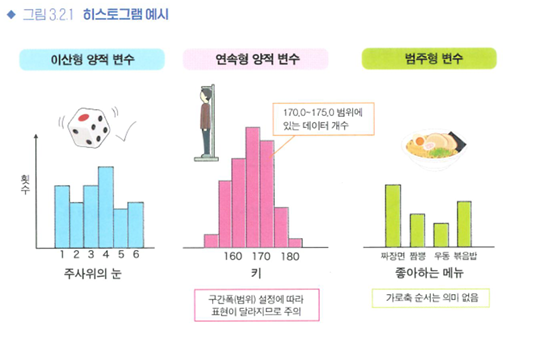 ◆ 그림 3.2.1 히스토그램 예시
이산형 양적 변수
연속형 양적 변수
범주형 변수
170.0~175.0 범위에
있는 데이터 개수
횟수
1 2 3 4 5 6
주사위의 눈
160 170 180
키
짜장면 짬뽕 우동 볶음밥
좋아하는 메뉴
구간폭(범위) 설정에 따라
표현이 달라지므로 주의
가로축 순서는 의미 없음